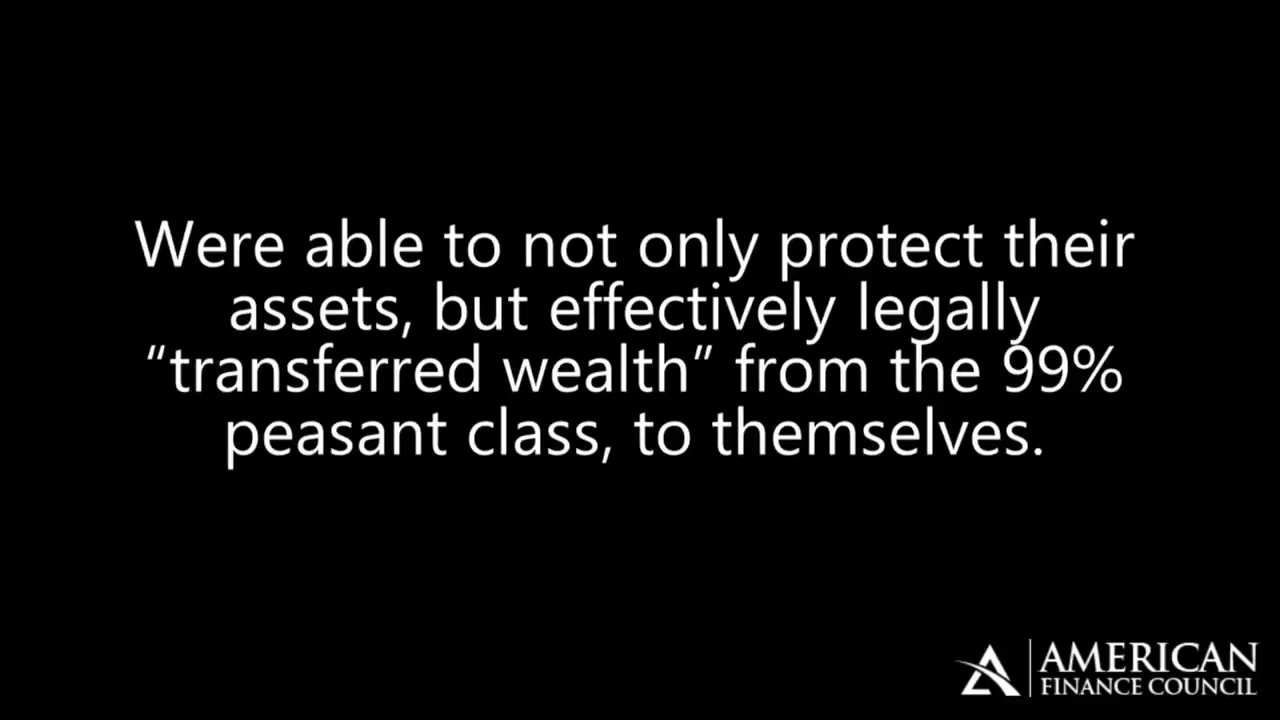 Were able to not only protect their
assets, but effectively legally
“transferred wealth” from the 99%
peasant class, to themselves.
AMERICAN
FINANCE COUNCIL